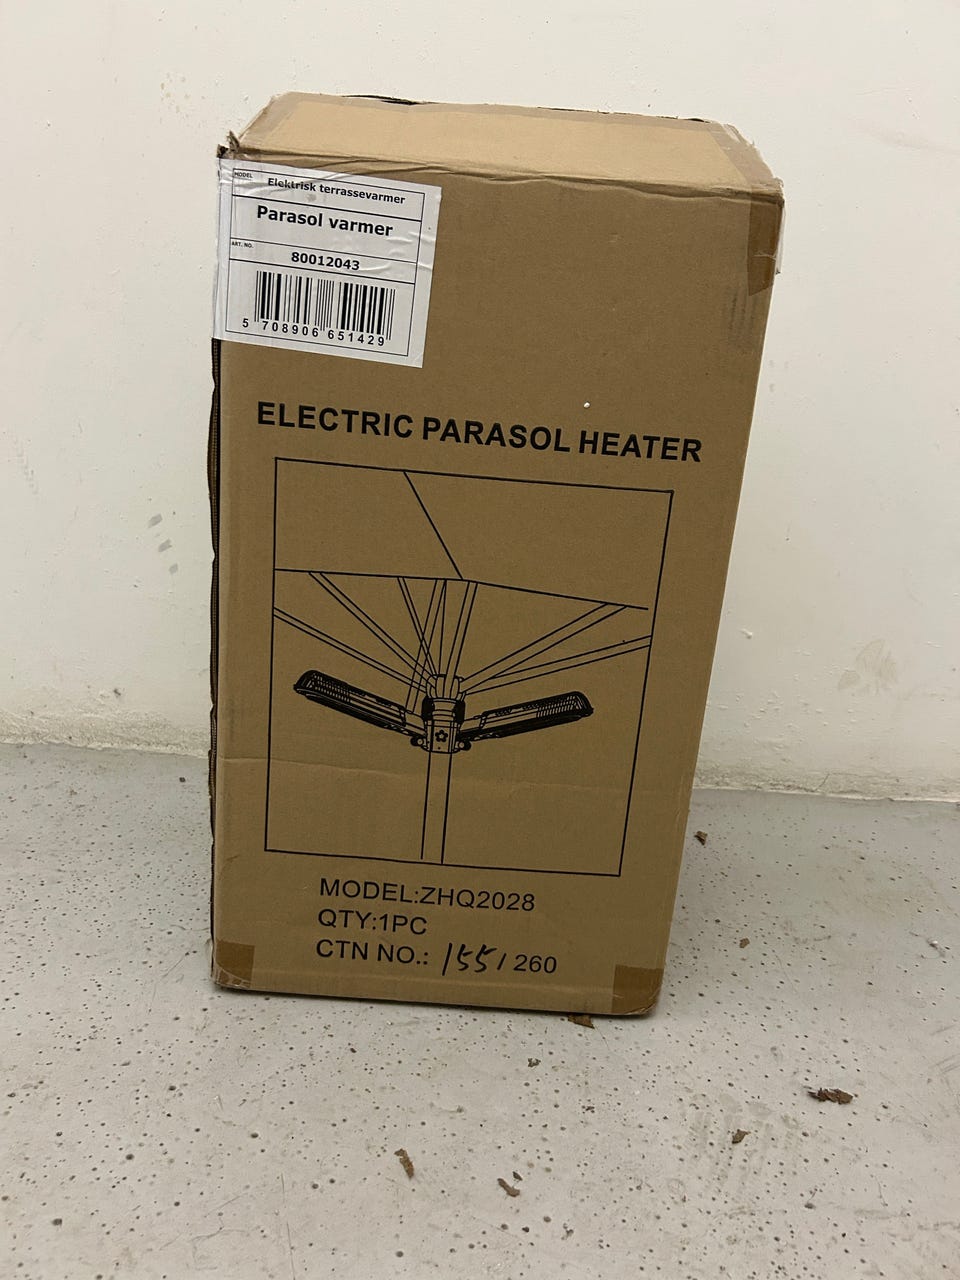 MODEL
Elektrisk terrassevarmer
Parasol varmer
ART. NO.
80012043
5 708906 651429
ELECTRIC PARASOL HEATER
MODEL:ZHQ2028
QTY:1PC
CTN NO.: 155/260